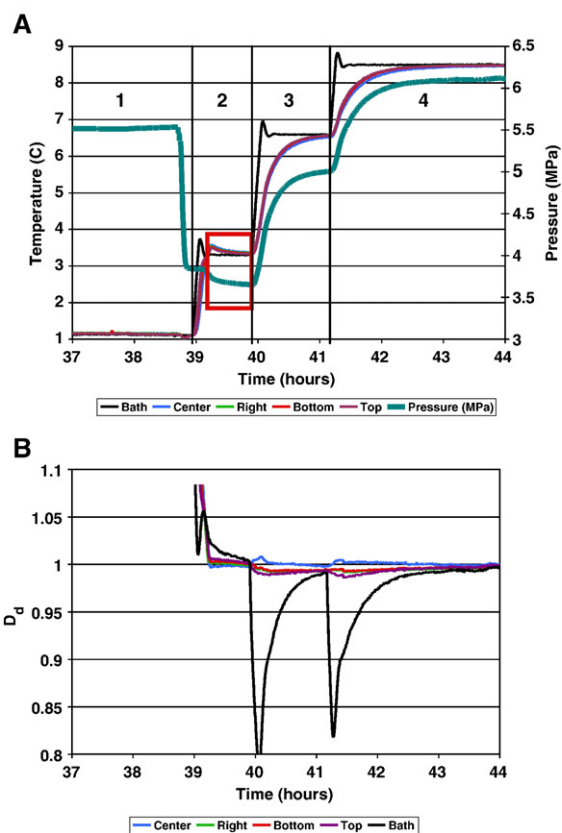 A
9
8
7
6
5
4
3
2
1
Temperature (C)
1 2 3 4
6.5
6
5.5
5
4.5
4
3.5
3
Pressure (MPa)
37 38 39 40 41 42 43 44
Time (hours)
Bath Center Right Bottom Top Pressure (MPa)
B
1.1
1.05
1
0.95
0.9
0.85
0.8
Dd
37 38 39 40 41 42 43 44
Time (hours)
Center Right Bottom Top Bath